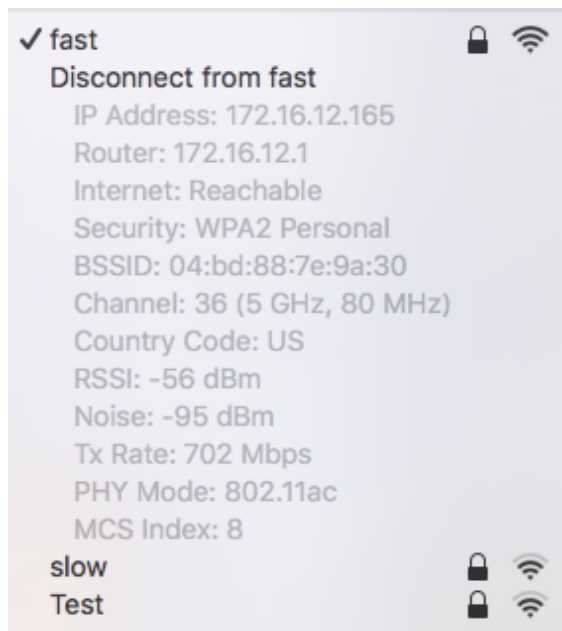 ✓ fast
Disconnect from fast
IP Address: 172.16.12.165
Router: 172.16.12.1
Internet: Reachable
Security: WPA2 Personal
BSSID: 04:bd:88:7e:9a:30
Channel: 36 (5 GHz, 80 MHz)
Country Code: US
RSSI: -56 dBm
Noise: -95 dBm
Tx Rate: 702 Mbps
PHY Mode: 802.11ac
MCS Index: 8
slow
Test